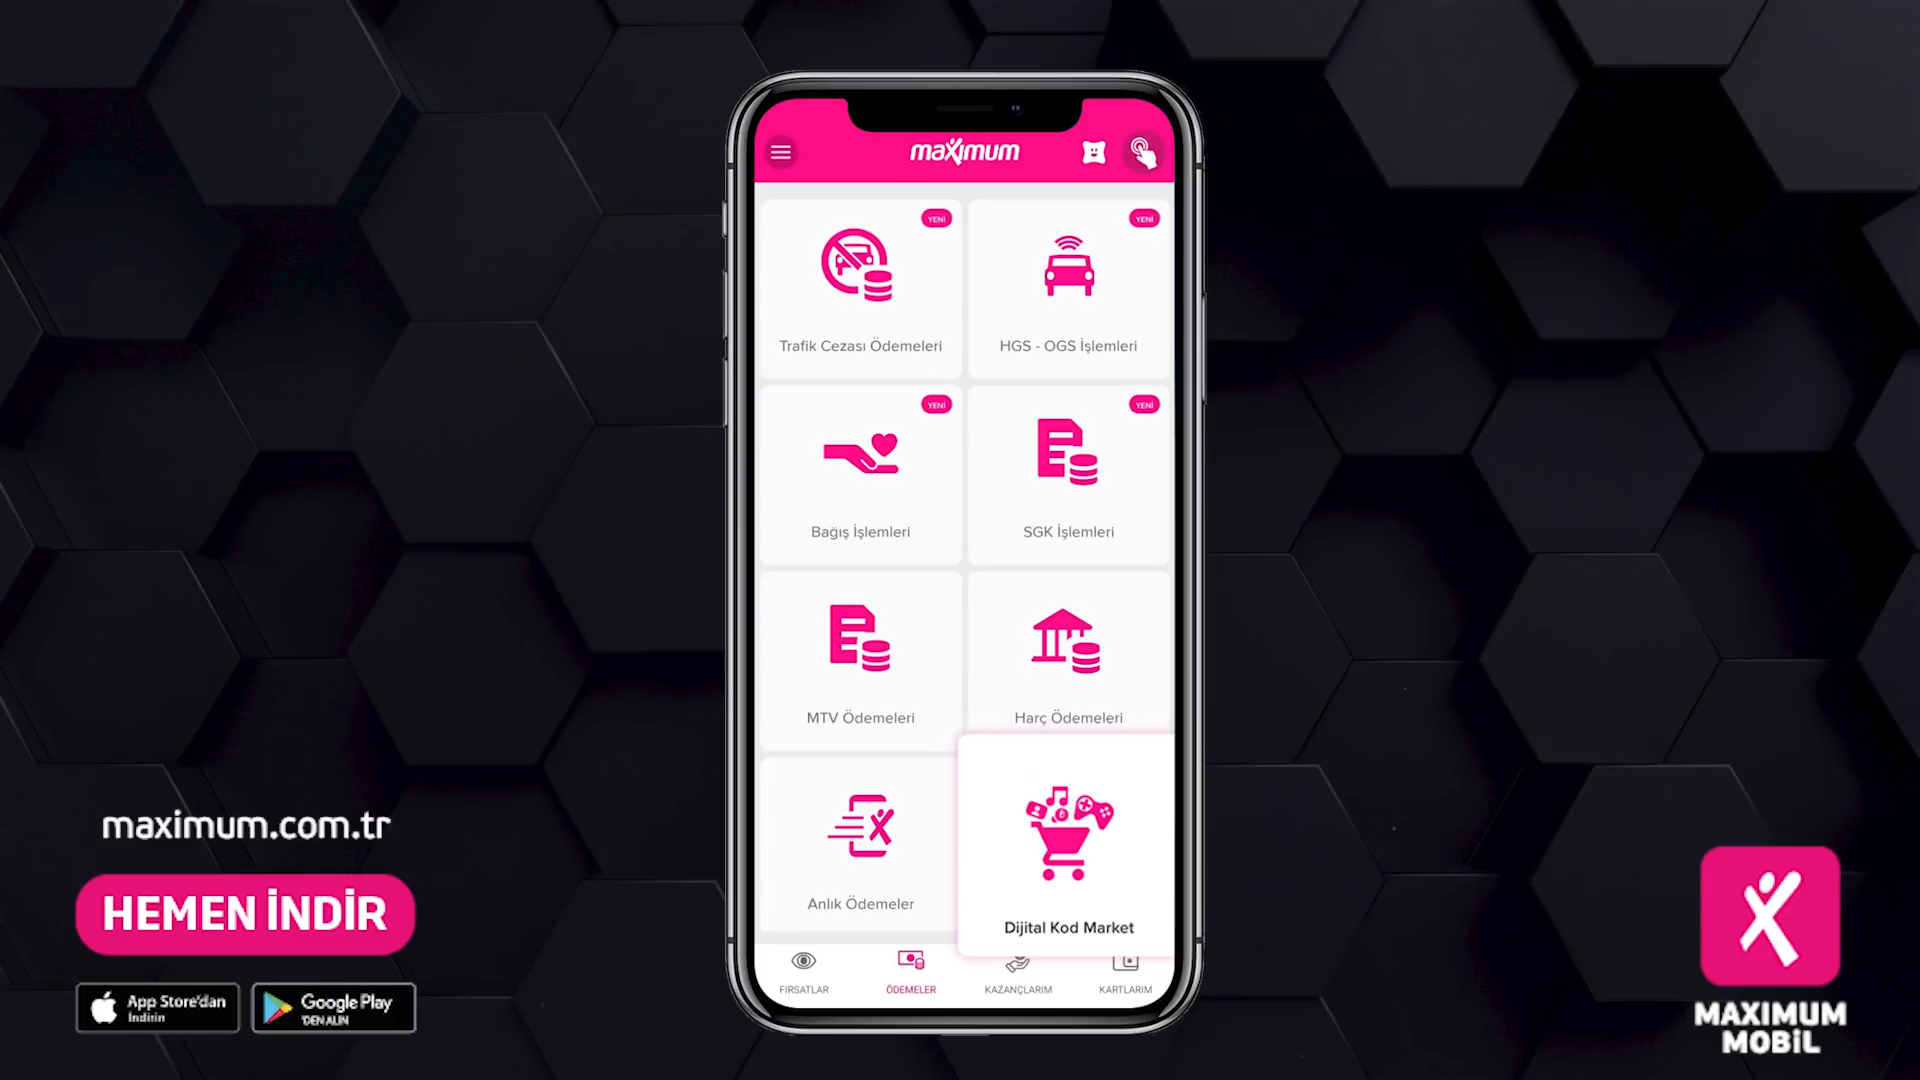 maximum
YENİ
YENİ
Trafik Cezası Ödemeleri
HGS - OGS İşlemleri
YENİ
YENİ
Bağış İşlemleri
SGK İşlemleri
MTV Ödemeleri
Harç Ödemeleri
Anlık Ödemeler
Dijital Kod Market
FIRSATLAR
ÖDEMELER
KAZANÇLARIM
KARTLARIM
maximum.com.tr
HEMEN İNDİR
App Store'dan
İndirin
Google Play
'DEN ALIN
MAXIMUM
MOBİL